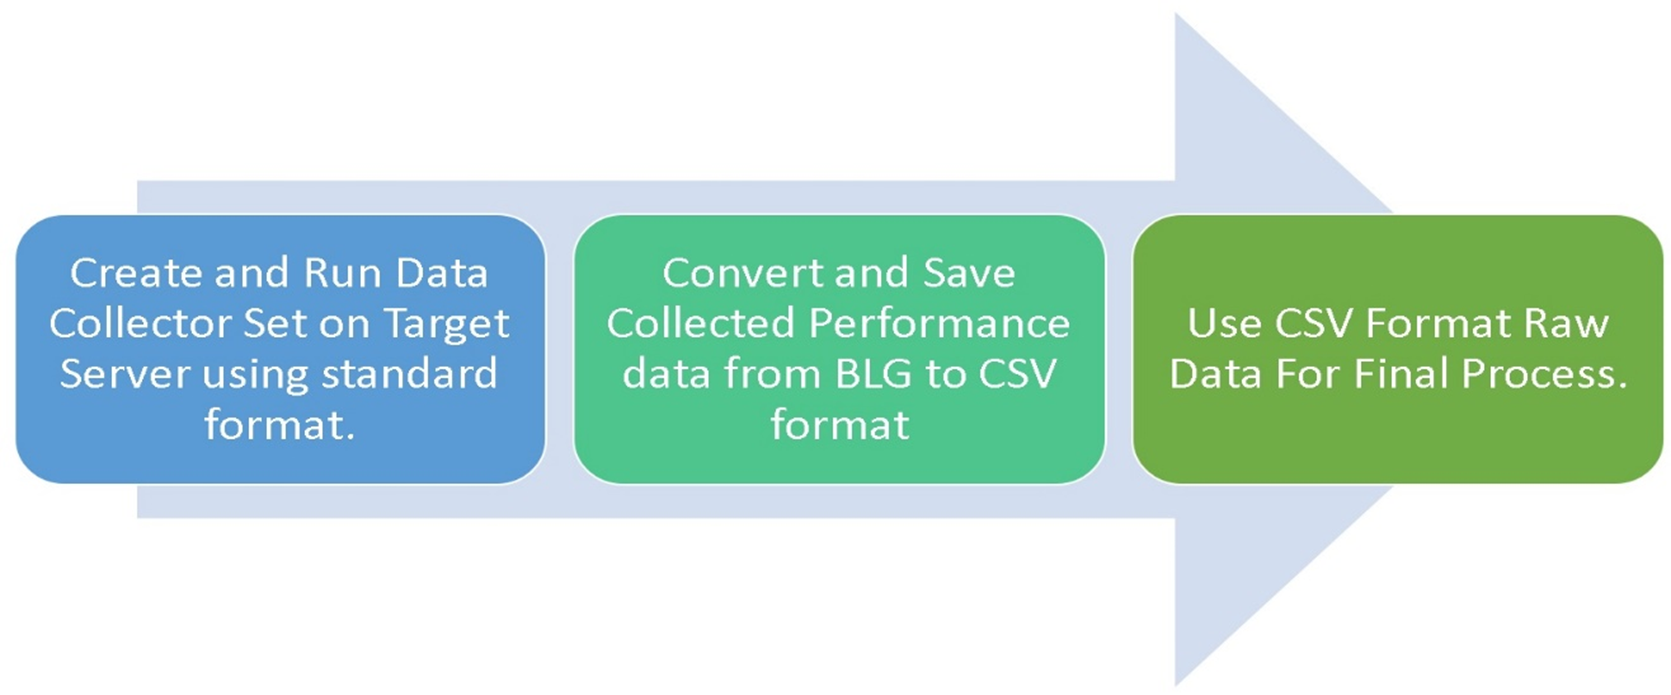 Create and Run Data
Collector Set on Target
Server using standard
format.
Convert and Save
Collected Performance
data from BLG to CSV
format
Use CSV Format Raw
Data For Final Process.